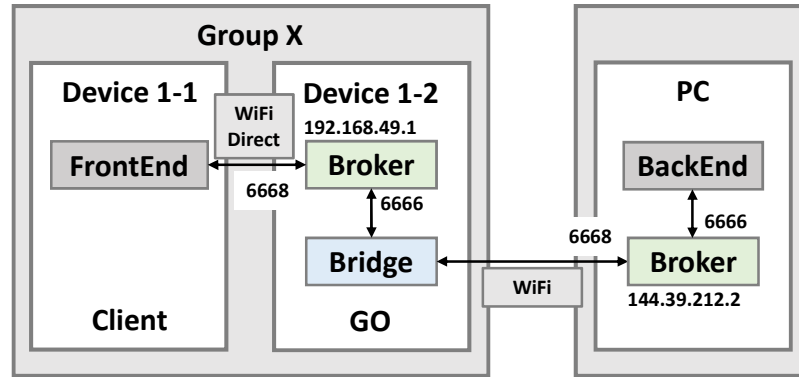 Group X
Device 1-1
WiFi
Direct
Device 1-2
192.168.49.1
PC
FrontEnd
Broker
BackEnd
6668
6666
6666
6668
Bridge
Broker
WiFi
144.39.212.2
Client
GO